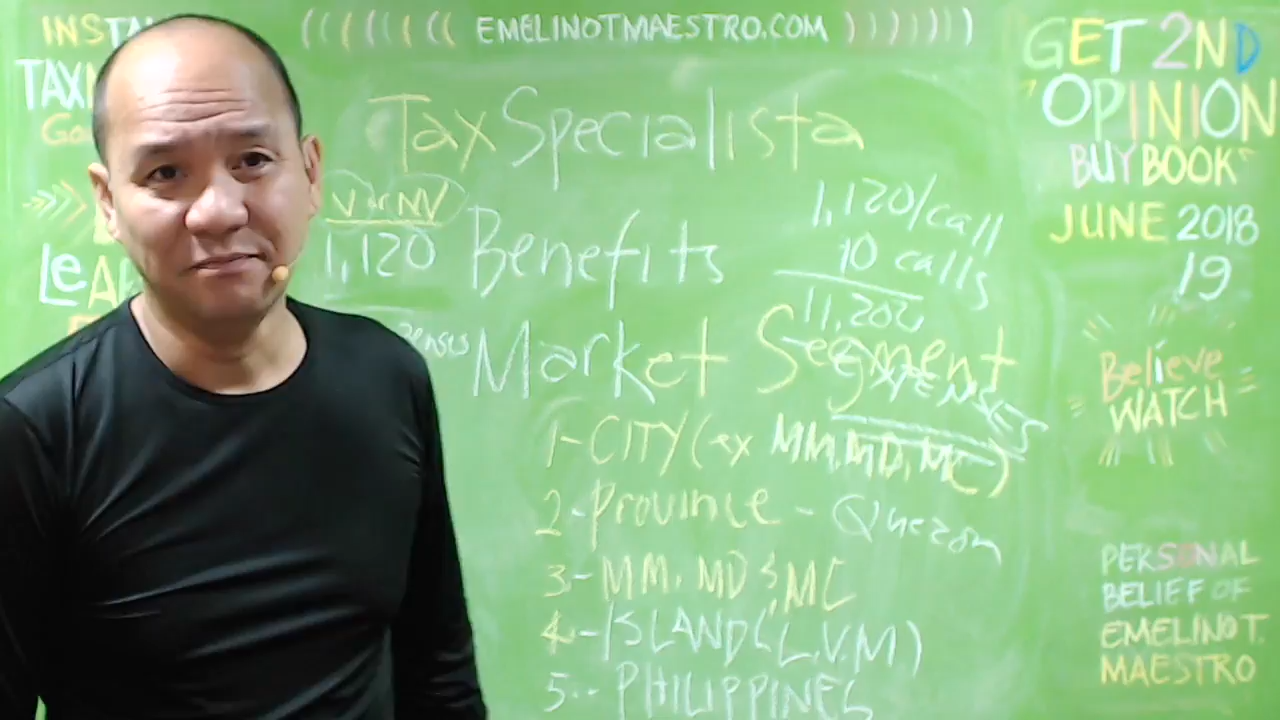 ((((((( EMELINOTMAESTRO.COM )))))))
Tax Specialista
V or NV
1,120
Benefits
1,120/call
10 calls
11,200
EXPENSES
Market Segment
1-CITY (ex MM, MD, MC)
2-Province - Quezon
3-MM, MD & MC
4-ISLAND (L.V.M)
5.-PHILIPPINES
GET 2ND
OPINION
BUY BOOK
JUNE 2018
19
Believe
WATCH
PERSONAL
BELIEF OF
EMELINO T.
MAESTRO